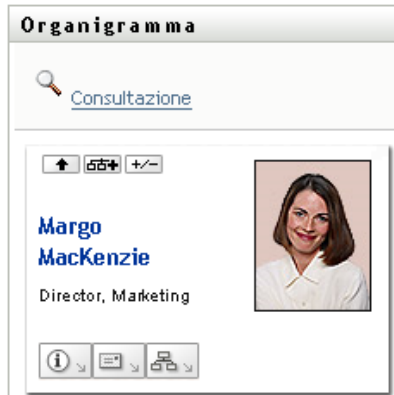 Organigramma
Consultazione
+/-
Margo
MacKenzie
Director, Marketing